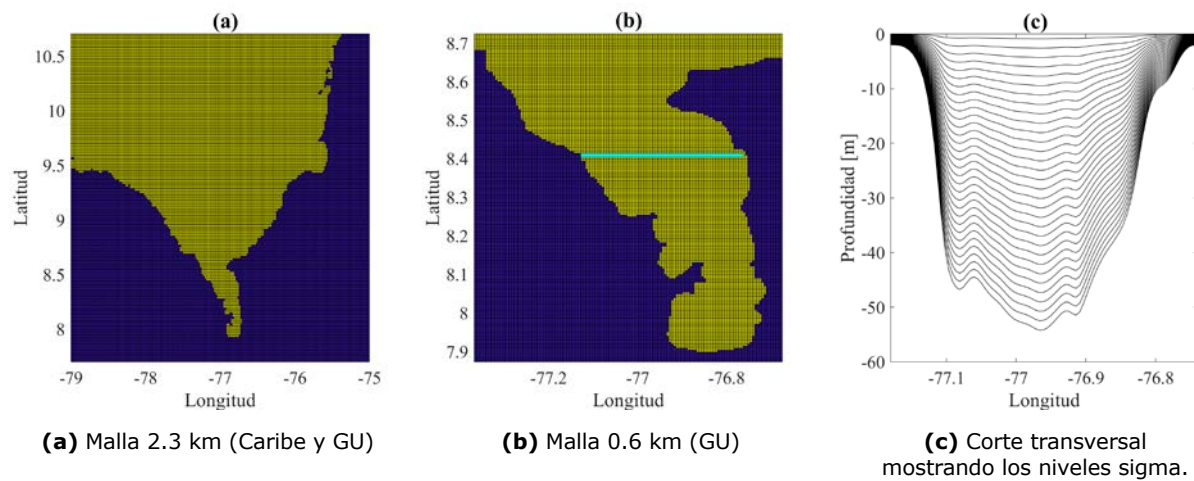 (a)
10.5
10
9.5
9
8.5
8
Latitud
-79
-78
-77
-76
-75
Longitud
(b)
8.7
8.6
8.5
8.4
8.3
8.2
8.1
8
7.9
Latitud
-77.2
-77
-76.8
Longitud
(c)
0
-10
-20
-30
-40
-50
-60
Profundidad [m]
-77.1
-77
-76.9
-76.8
Longitud
(a) Malla 2.3 km (Caribe y GU)
(b) Malla 0.6 km (GU)
(c) Corte transversal
mostrando los niveles sigma.